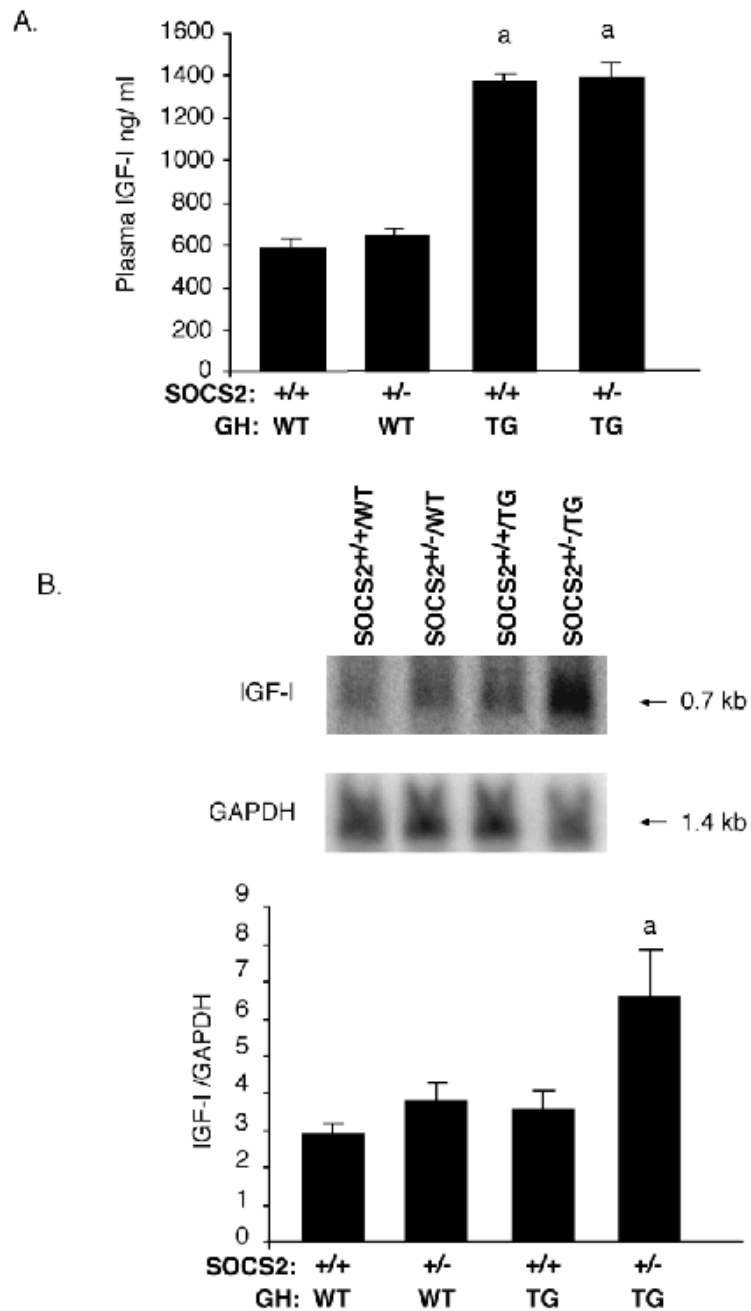 A.
Plasma IGF-I ng/ ml
1600
1400
1200
1000
800
600
400
200
0
a
a
SOCS2: +/+ +/- +/+ +/-
GH: WT WT TG TG
B.
SOCS2+/+/WT
SOCS2+/-/WT
SOCS2+/+/TG
SOCS2+/-/TG
IGF-I
← 0.7 kb
GAPDH
← 1.4 kb
IGF-I /GAPDH
9
8
7
6
5
4
3
2
1
0
a
SOCS2: +/+ +/- +/+ +/-
GH: WT WT TG TG